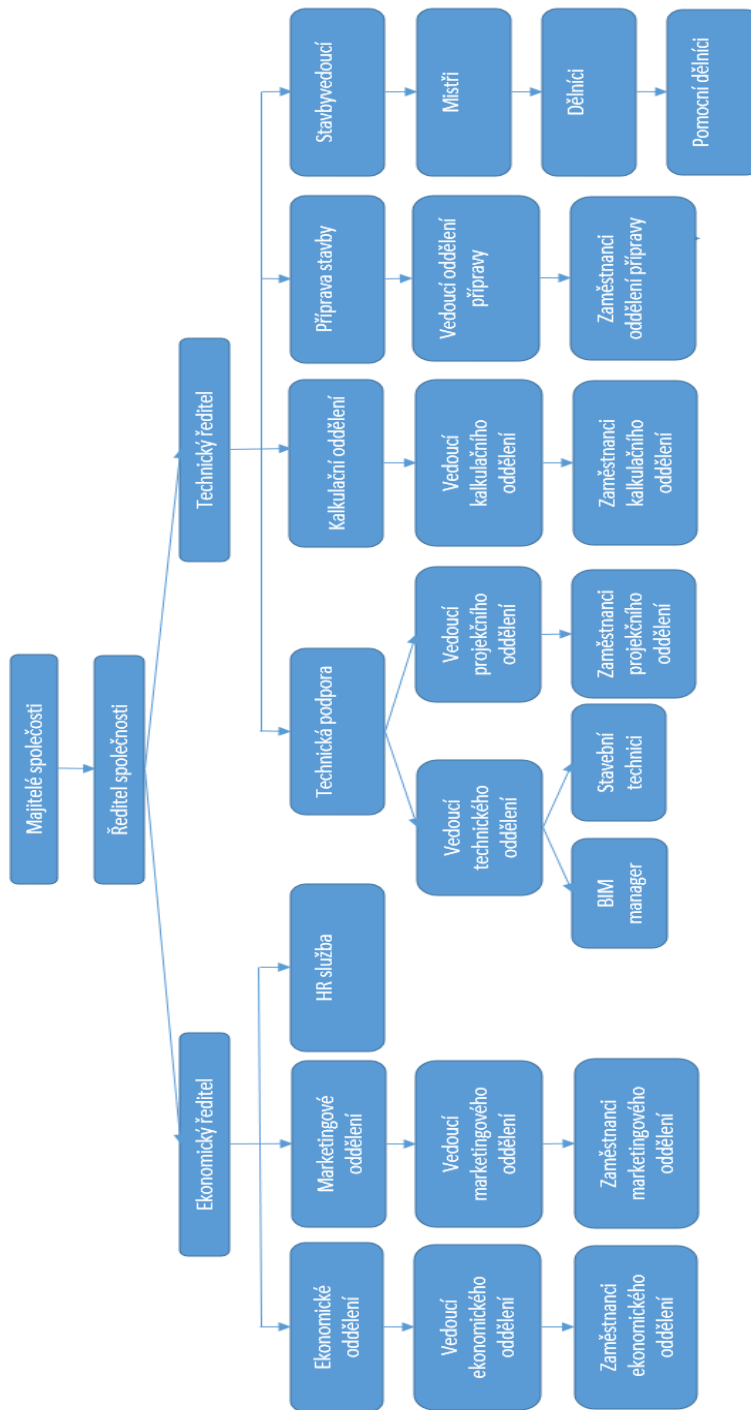 Majitelé společosti
Ředitel společnosti
Ekonomický ředitel
Technický ředitel
Ekonomické
oddělení
Marketingové
oddělení
HR služba
Technická podpora
Kalkulační oddělení
Příprava stavby
Stavbyvedoucí
Vedoucí
ekonomického
oddělení
Vedoucí
marketingového
oddělení
Vedoucí
technického
oddělení
Vedoucí
projekčního
oddělení
Vedoucí
kalkulačního
oddělení
Vedoucí oddělení
přípravy
Mistři
Zaměstnanci
ekonomického
oddělení
Zaměstnanci
marketingového
oddělení
BIM
manager
Stavební
technici
Zaměstnanci
projekčního
oddělení
Zaměstnanci
kalkulačního
oddělení
Zaměstnanci
oddělení přípravy
Dělníci
Pomocní dělníci